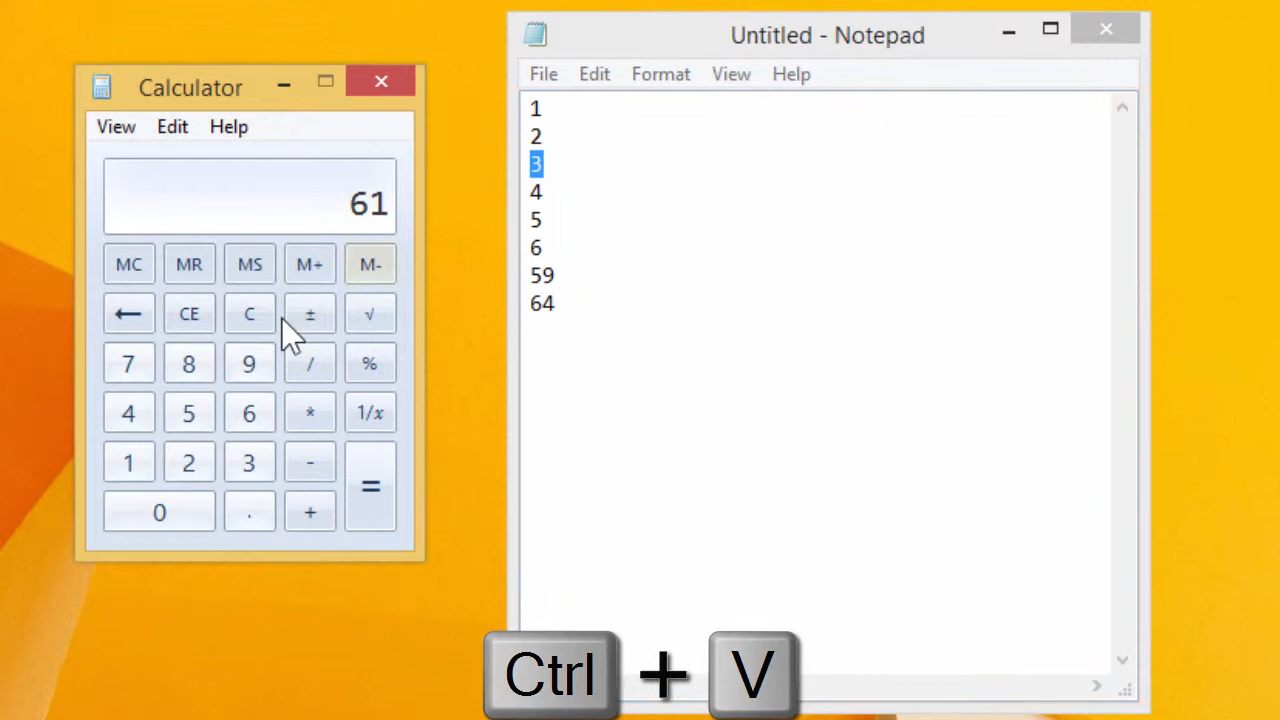 Calculator
View Edit Help
61
MC MR MS M+ M-
← CE C ± √
7 8 9 / %
4 5 6 * 1/x
1 2 3 - =
0 . +
Untitled - Notepad
File Edit Format View Help
1
2
3
4
5
6
59
64
Ctrl + V